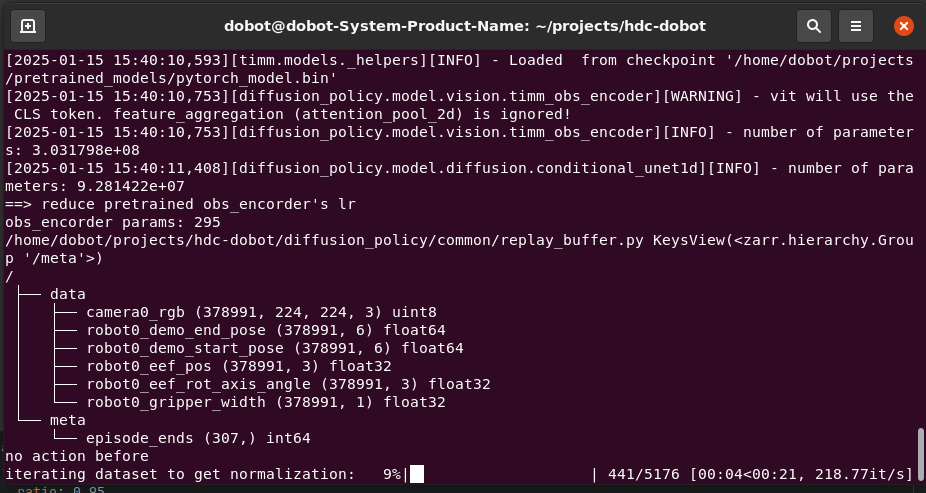 dobot@dobot-System-Product-Name: ~/projects/hdc-dobot
[2025-01-15 15:40:10,593][timm.models._helpers][INFO] - Loaded  from checkpoint '/home/dobot/projects
/pretrained_models/pytorch_model.bin'
[2025-01-15 15:40:10,753][diffusion_policy.model.vision.timm_obs_encoder][WARNING] - vit will use the
 CLS token. feature_aggregation (attention_pool_2d) is ignored!
[2025-01-15 15:40:10,753][diffusion_policy.model.vision.timm_obs_encoder][INFO] - number of parameter
s: 3.031798e+08
[2025-01-15 15:40:11,408][diffusion_policy.model.diffusion.conditional_unet1d][INFO] - number of para
meters: 9.281422e+07
==> reduce pretrained obs_encorder's lr
obs_encorder params: 295
/home/dobot/projects/hdc-dobot/diffusion_policy/common/replay_buffer.py KeysView(<zarr.hierarchy.Grou
p '/meta'>)
/
 ├── data
 │   ├── camera0_rgb (378991, 224, 224, 3) uint8
 │   ├── robot0_demo_end_pose (378991, 6) float64
 │   ├── robot0_demo_start_pose (378991, 6) float64
 │   ├── robot0_eef_pos (378991, 3) float32
 │   ├── robot0_eef_rot_axis_angle (378991, 3) float32
 │   └── robot0_gripper_width (378991, 1) float32
 └── meta
     └── episode_ends (307,) int64
no action before
iterating dataset to get normalization:   9%|█                   | 441/5176 [00:04<00:21, 218.77it/s]
ratio: 0.95